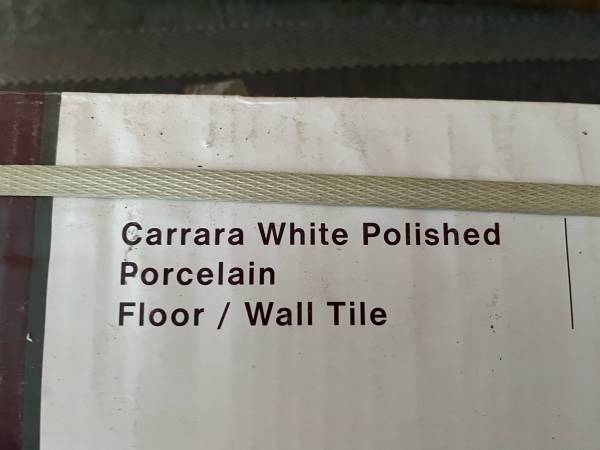 Carrara White Polished
Porcelain
Floor / Wall Tile